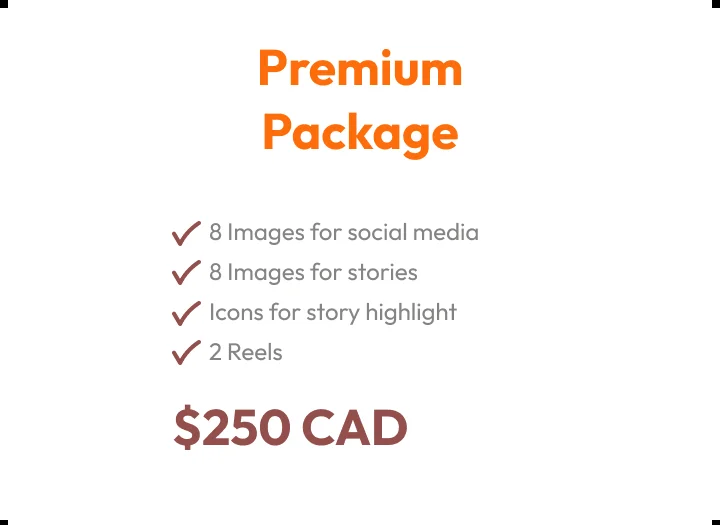 Premium
Package
8 Images for social media
8 Images for stories
Icons for story highlight
2 Reels
$250 CAD